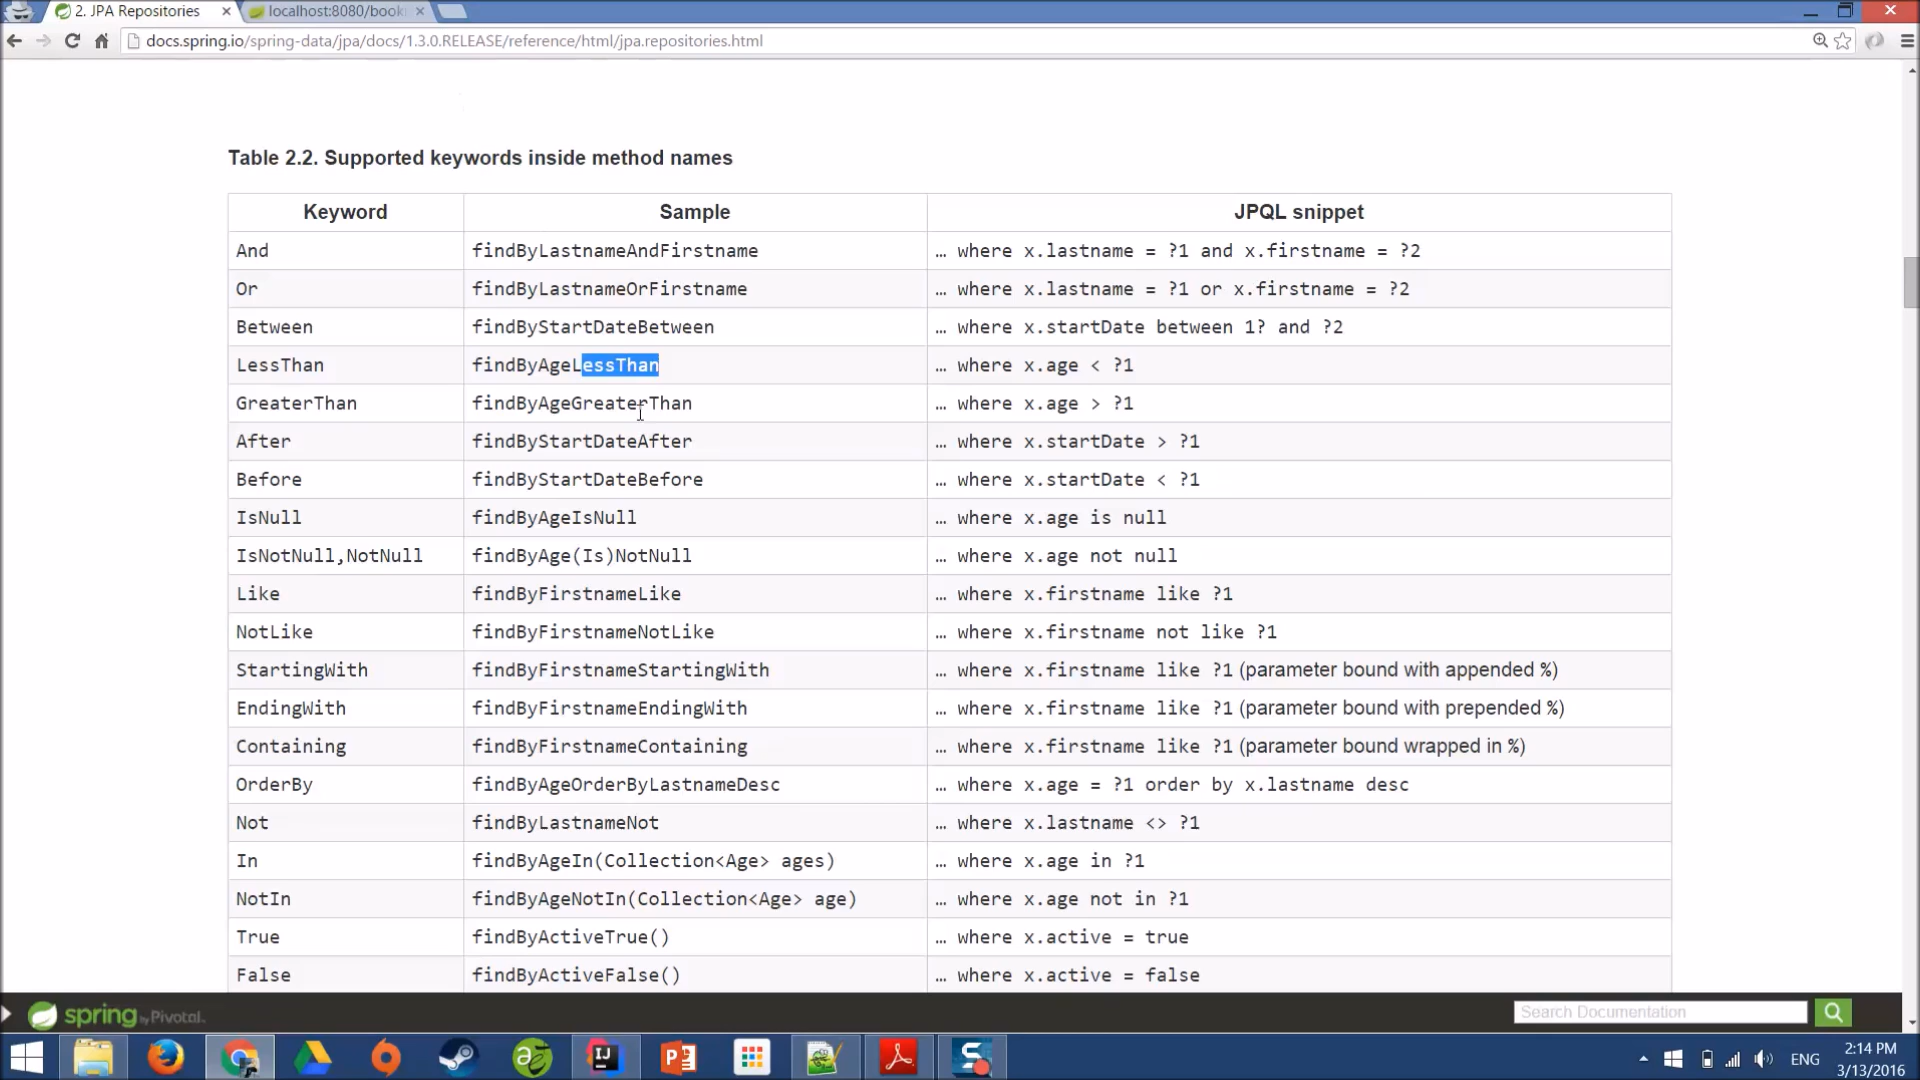 2. JPA Repositories
localhost:8080/book
docs.spring.io/spring-data/jpa/docs/1.3.0.RELEASE/reference/html/jpa.repositories.html
Table 2.2. Supported keywords inside method names
Keyword Sample JPQL snippet
And findByLastnameAndFirstname … where x.lastname = ?1 and x.firstname = ?2
Or findByLastnameOrFirstname … where x.lastname = ?1 or x.firstname = ?2
Between findByStartDateBetween … where x.startDate between 1? and ?2
LessThan findByAgeLessThan … where x.age < ?1
GreaterThan findByAgeGreaterThan … where x.age > ?1
After findByStartDateAfter … where x.startDate > ?1
Before findByStartDateBefore … where x.startDate < ?1
IsNull findByAgeIsNull … where x.age is null
IsNotNull,NotNull findByAge(Is)NotNull … where x.age not null
Like findByFirstnameLike … where x.firstname like ?1
NotLike findByFirstnameNotLike … where x.firstname not like ?1
StartingWith findByFirstnameStartingWith … where x.firstname like ?1 (parameter bound with appended %)
EndingWith findByFirstnameEndingWith … where x.firstname like ?1 (parameter bound with prepended %)
Containing findByFirstnameContaining … where x.firstname like ?1 (parameter bound wrapped in %)
OrderBy findByAgeOrderByLastnameDesc … where x.age = ?1 order by x.lastname desc
Not findByLastnameNot … where x.lastname <> ?1
In findByAgeIn(Collection<Age> ages) … where x.age in ?1
NotIn findByAgeNotIn(Collection<Age> age) … where x.age not in ?1
True findByActiveTrue() … where x.active = true
False findByActiveFalse() … where x.active = false
spring by Pivotal.
Search Documentation
ENG
2:14 PM
3/13/2016